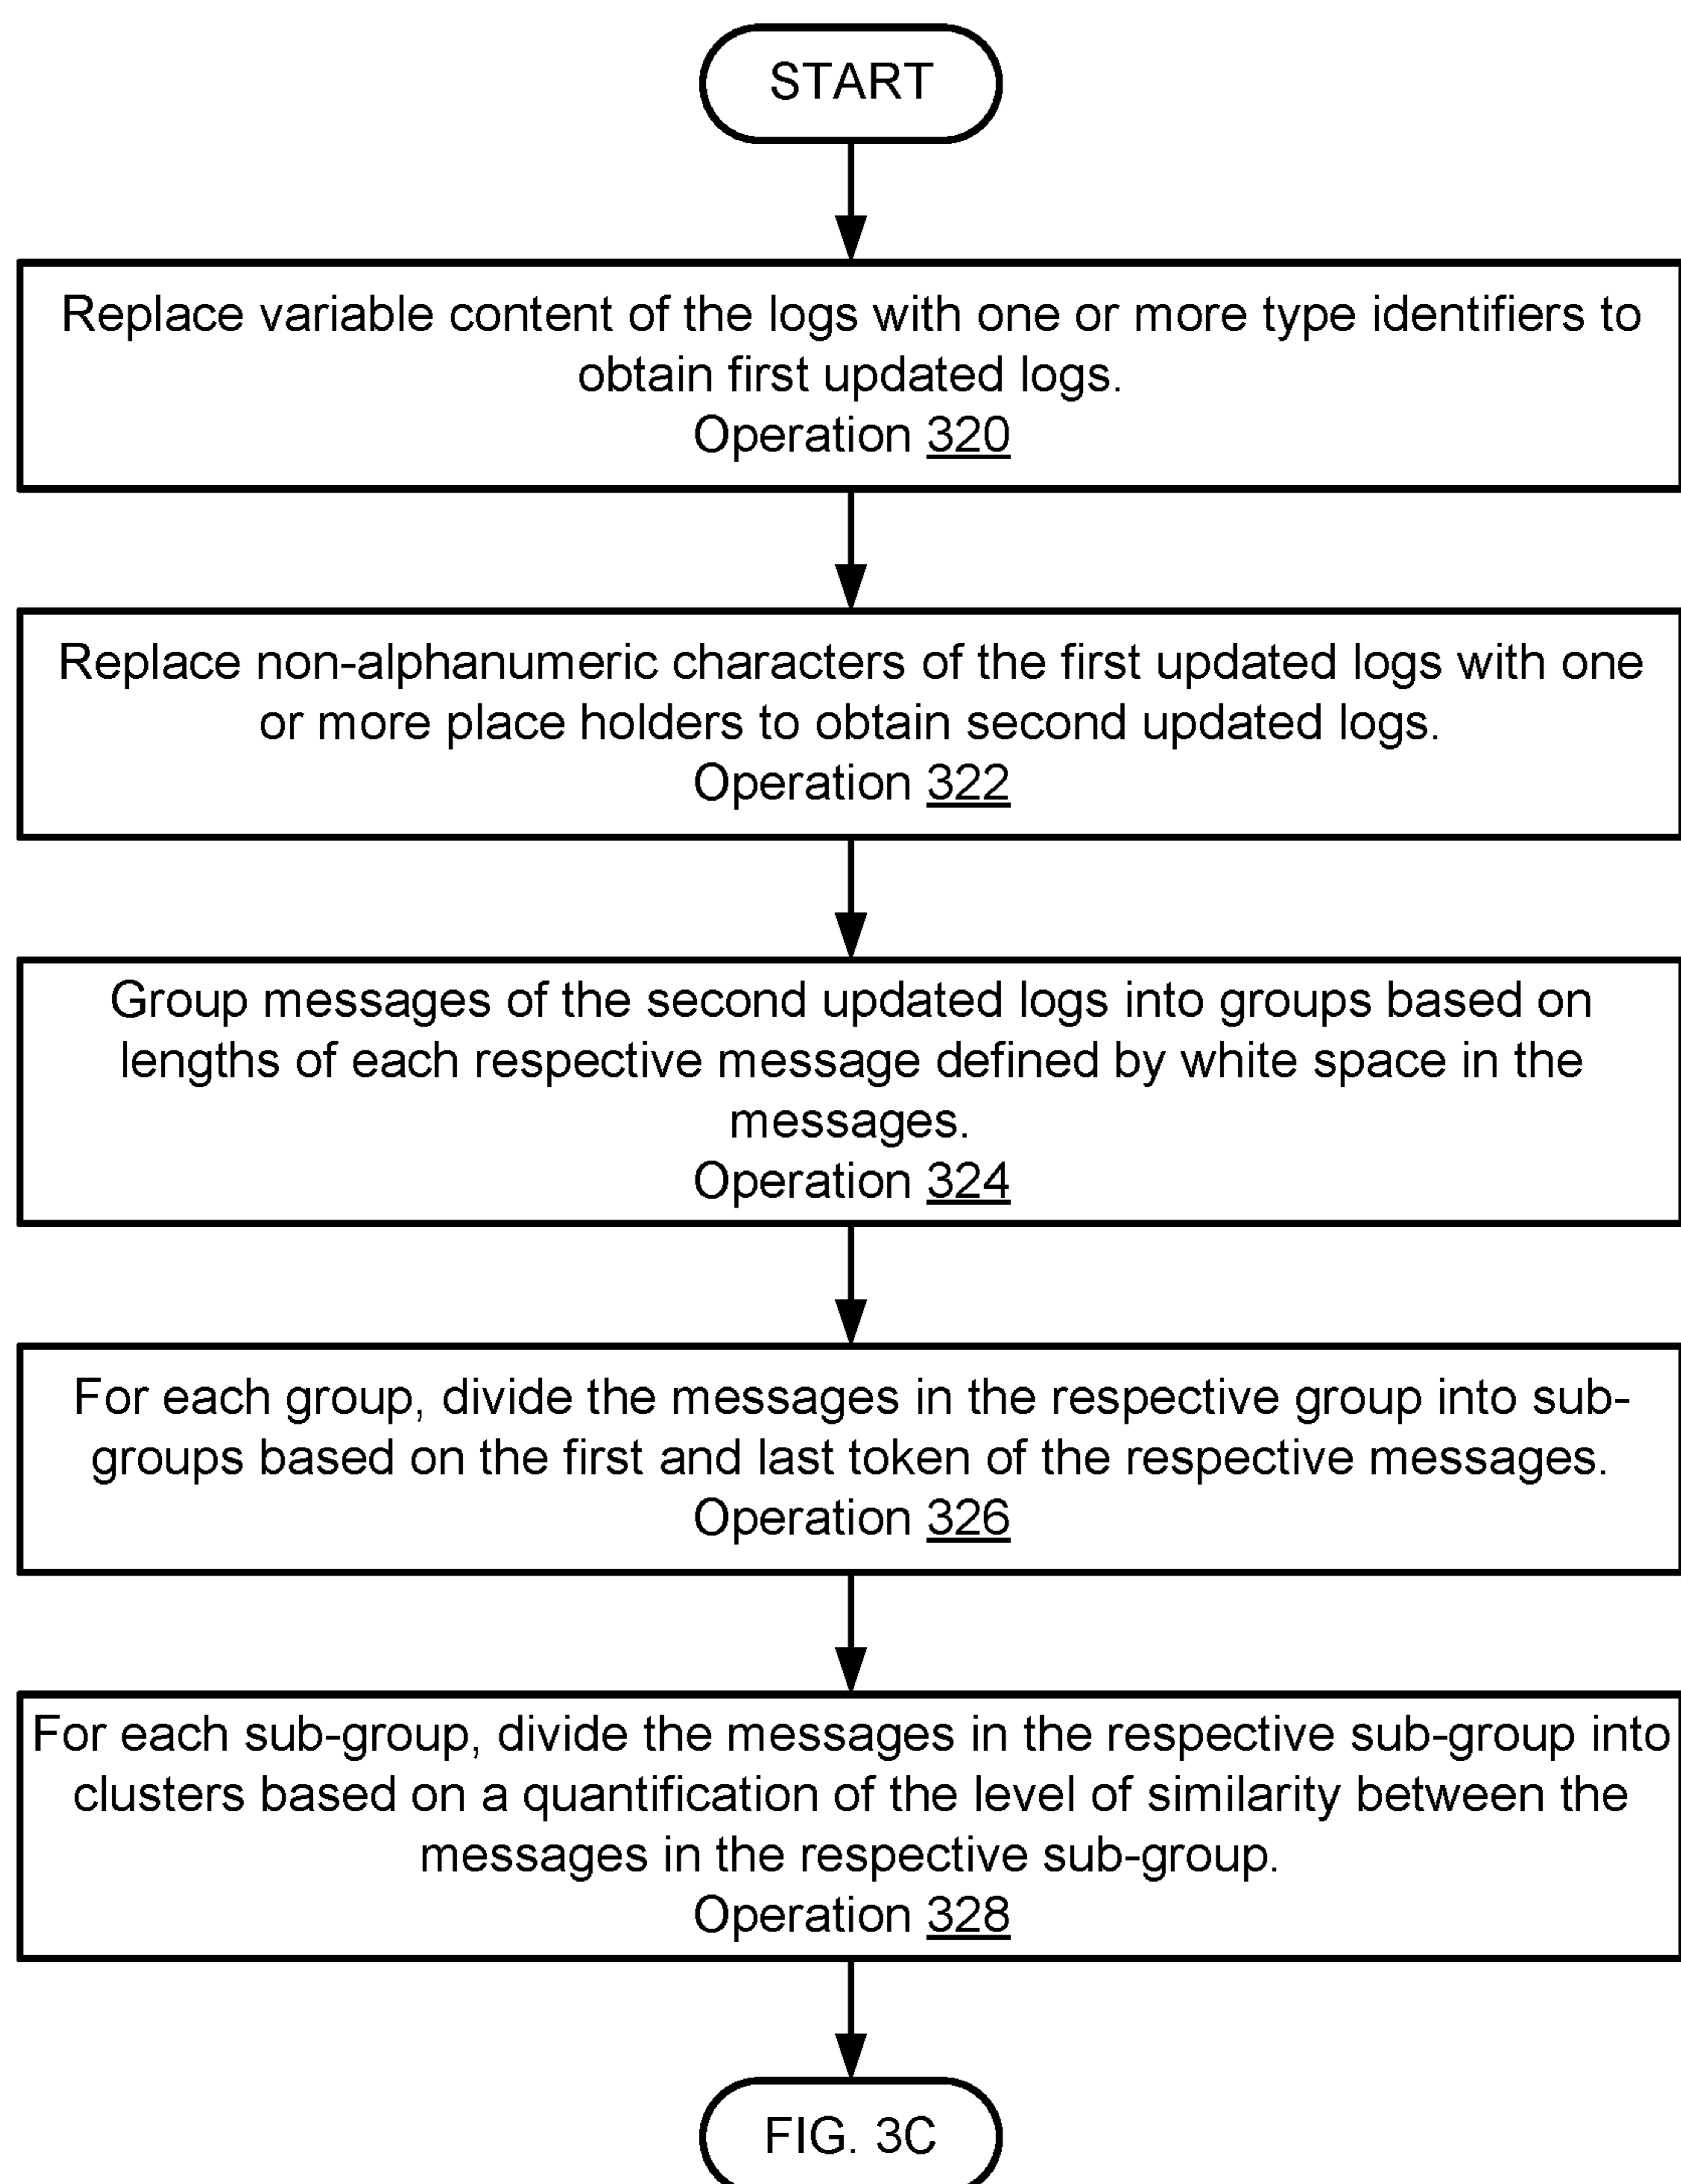 START
Replace variable content of the logs with one or more type identifiers to
obtain first updated logs.
Operation 320
Replace non-alphanumeric characters of the first updated logs with one
or more place holders to obtain second updated logs.
Operation 322
Group messages of the second updated logs into groups based on
lengths of each respective message defined by white space in the
messages.
Operation 324
For each group, divide the messages in the respective group into sub-
groups based on the first and last token of the respective messages.
Operation 326
For each sub-group, divide the messages in the respective sub-group into
clusters based on a quantification of the level of similarity between the
messages in the respective sub-group.
Operation 328
FIG. 3C